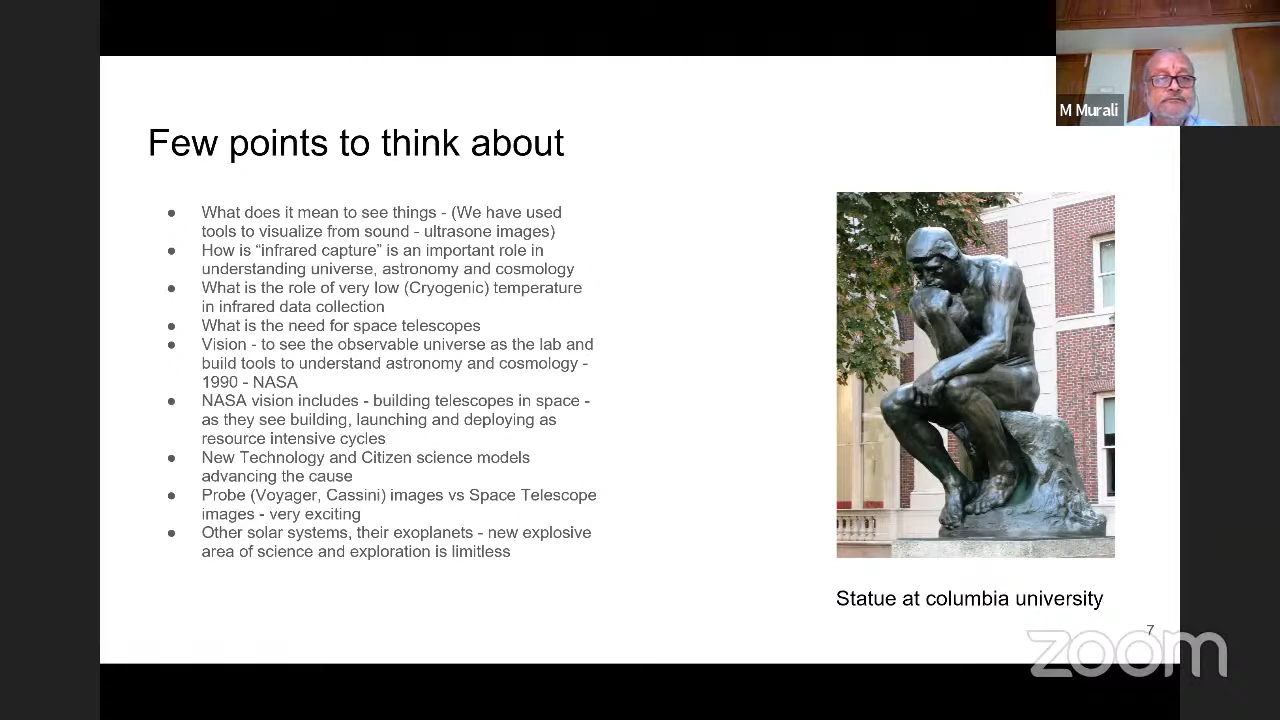 M Murali
Few points to think about
● What does it mean to see things - (We have used
tools to visualize from sound - ultrasone images)
● How is “infrared capture” is an important role in
understanding universe, astronomy and cosmology
● What is the role of very low (Cryogenic) temperature
in infrared data collection
● What is the need for space telescopes
● Vision - to see the observable universe as the lab and
build tools to understand astronomy and cosmology -
1990 - NASA
● NASA vision includes - building telescopes in space -
as they see building, launching and deploying as
resource intensive cycles
● New Technology and Citizen science models
advancing the cause
● Probe (Voyager, Cassini) images vs Space Telescope
images - very exciting
● Other solar systems, their exoplanets - new explosive
area of science and exploration is limitless
Statue at columbia university
7
zoom